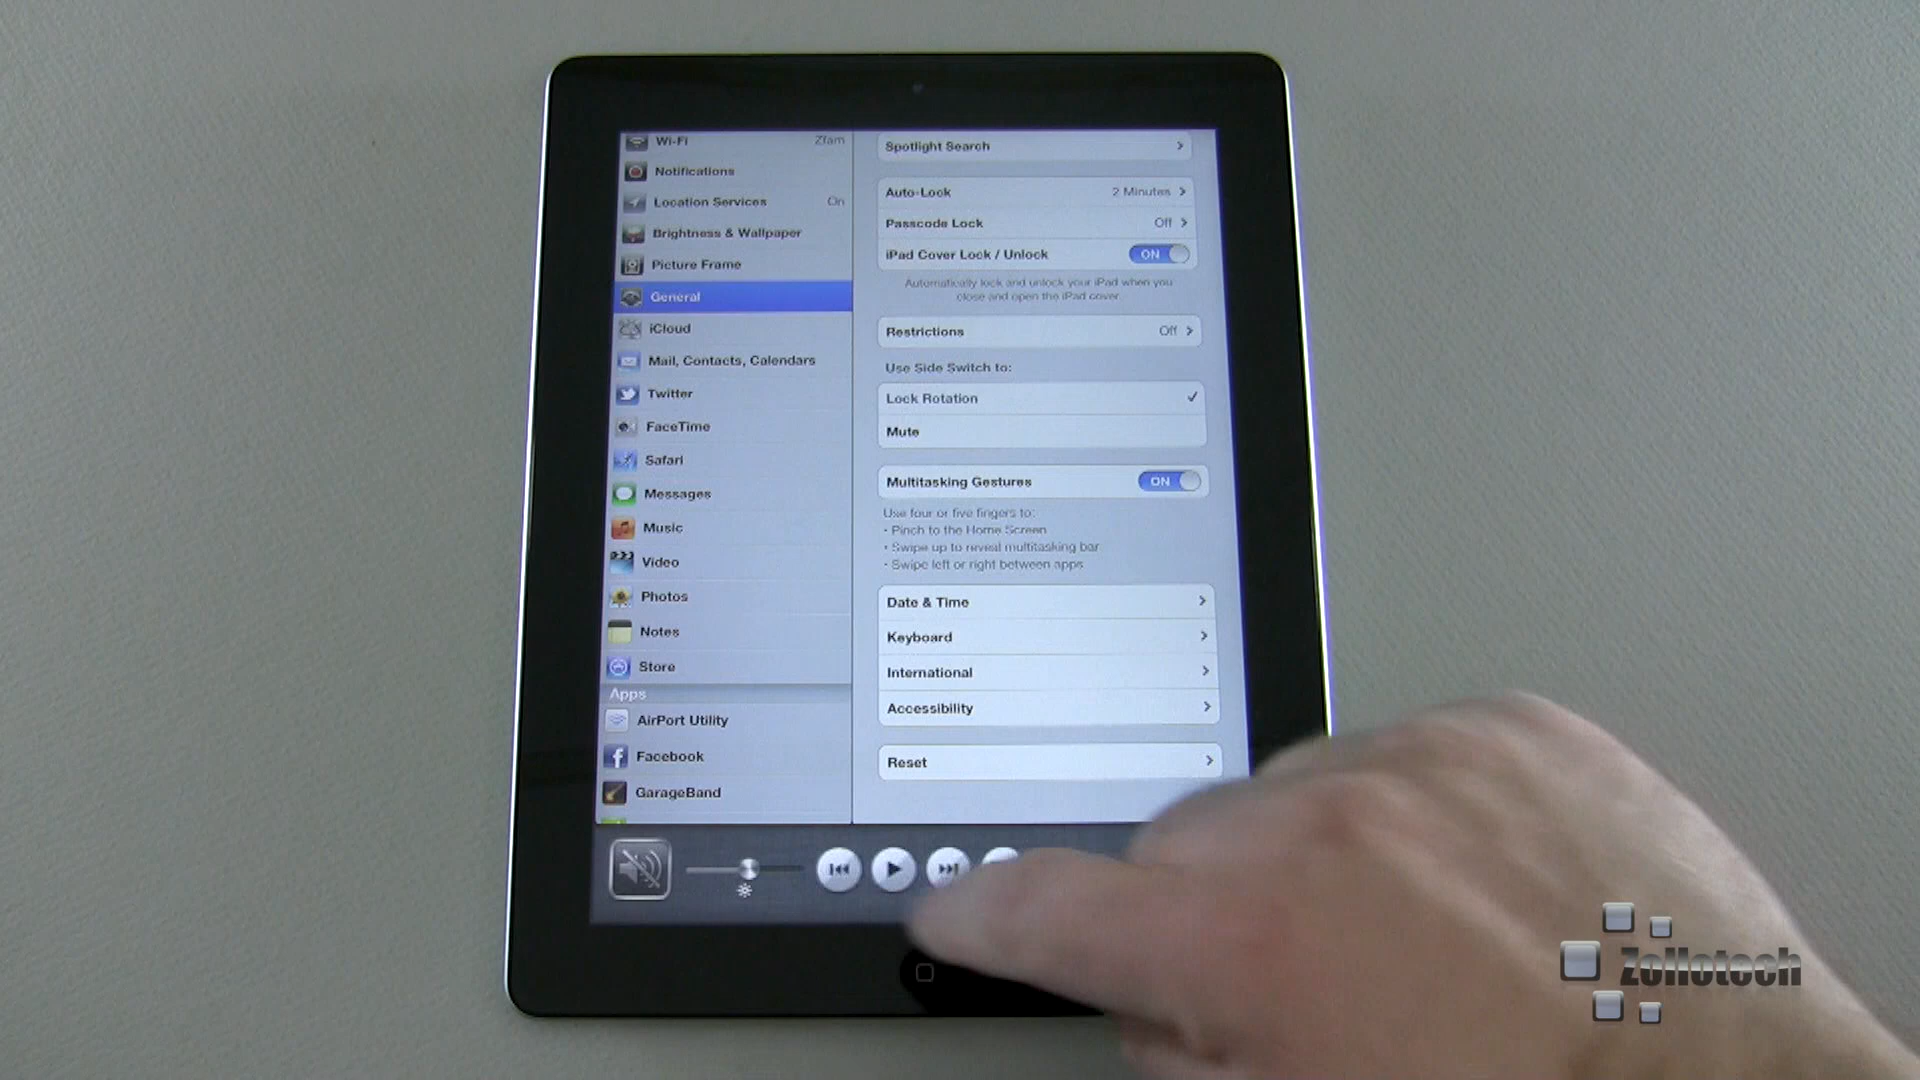 Wi-Fi Zfam
Notifications
Location Services On
Brightness & Wallpaper
Picture Frame
General
iCloud
Mail, Contacts, Calendars
Twitter
FaceTime
Safari
Messages
Music
Video
Photos
Notes
Store
Apps
AirPort Utility
Facebook
GarageBand
Spotlight Search
Auto-Lock 2 Minutes
Passcode Lock Off
iPad Cover Lock / Unlock ON
Automatically lock and unlock your iPad when you
close and open the iPad cover.
Restrictions Off
Use Side Switch to:
Lock Rotation
Mute
Multitasking Gestures ON
Use four or five fingers to:
• Pinch to the Home Screen
• Swipe up to reveal multitasking bar
• Swipe left or right between apps
Date & Time
Keyboard
International
Accessibility
Reset
Zollotech